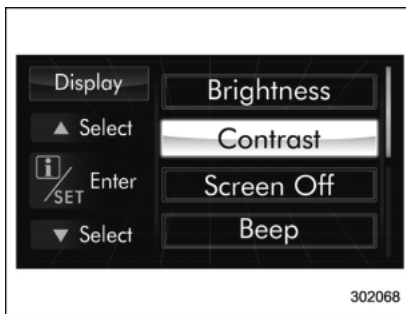 Display
▲ Select
i/SET Enter
▼ Select
Brightness
Contrast
Screen Off
Beep
302068